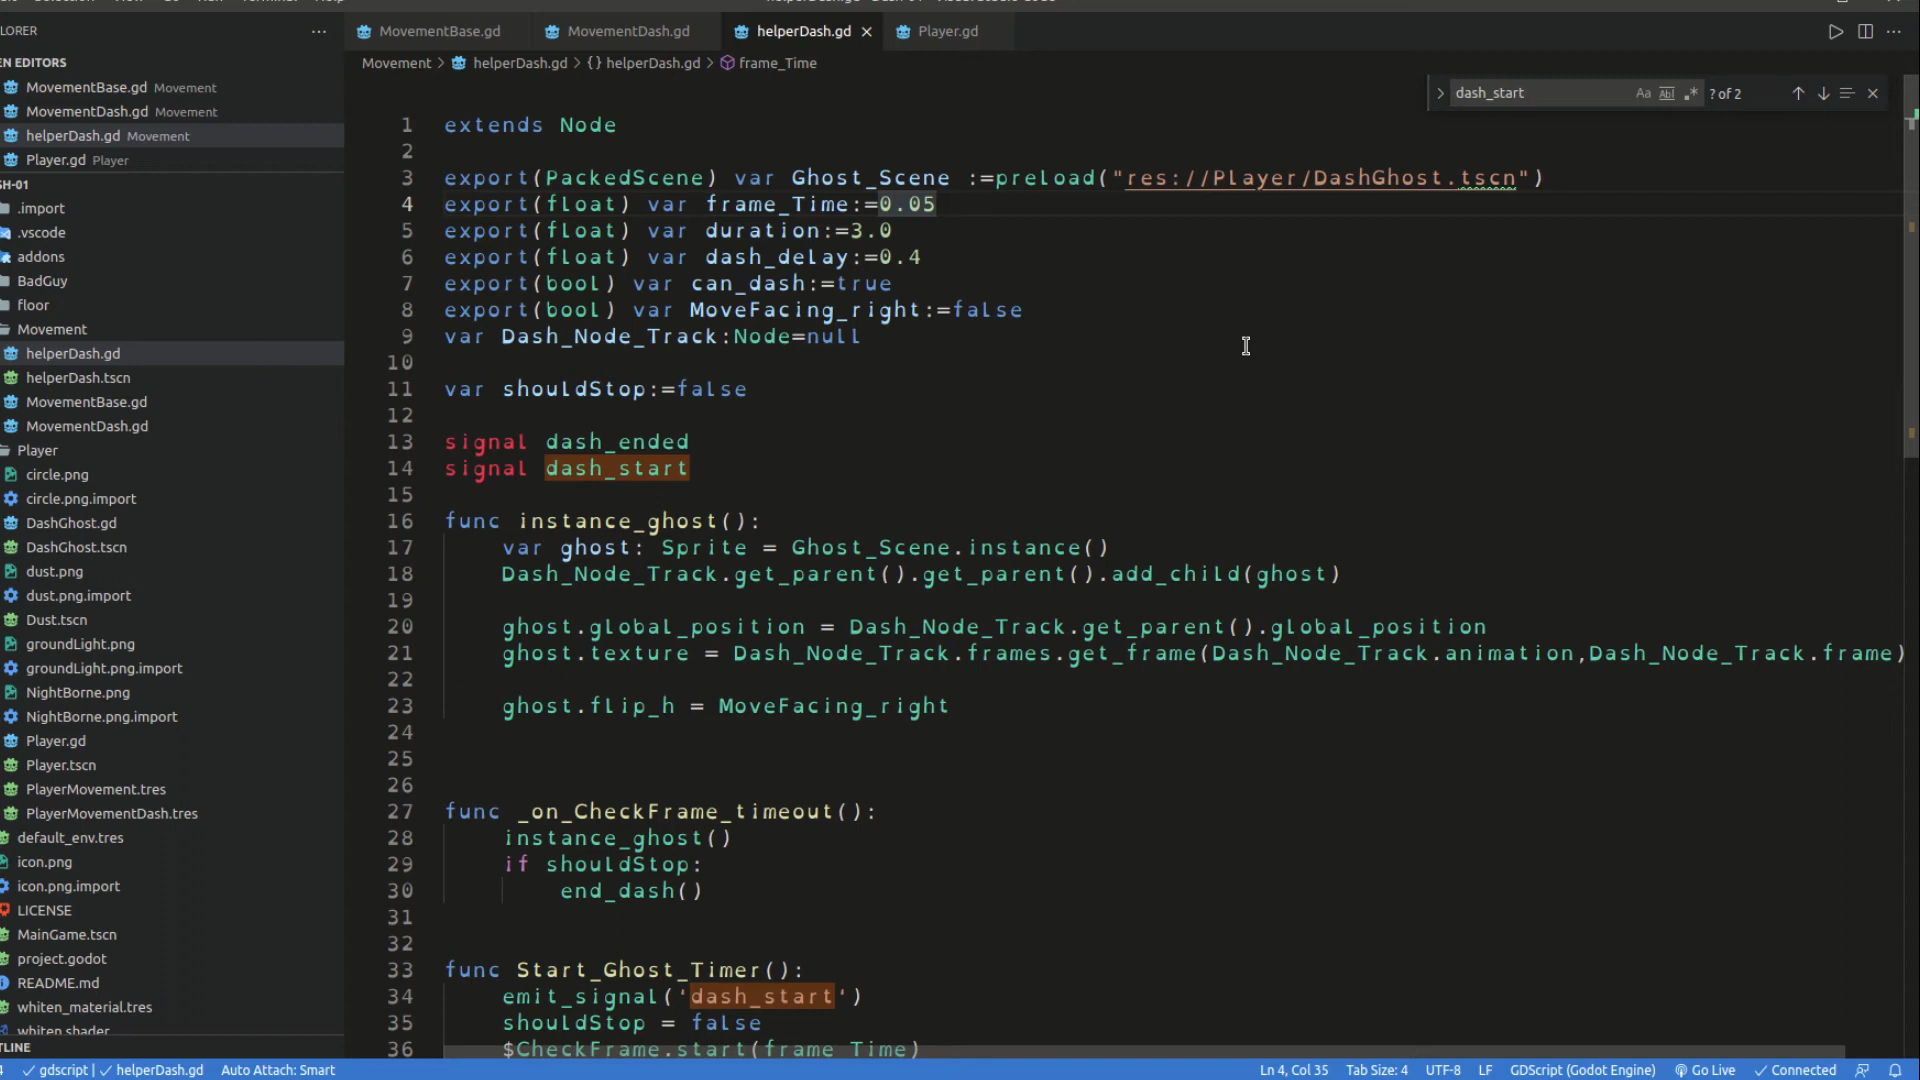 LORER
MovementBase.gd
MovementDash.gd
helperDash.gd
Player.gd
EN EDITORS
MovementBase.gd Movement
MovementDash.gd Movement
helperDash.gd Movement
Player.gd Player
SH-01
.import
.vscode
addons
BadGuy
floor
Movement
helperDash.gd
helperDash.tscn
MovementBase.gd
MovementDash.gd
Player
circle.png
circle.png.import
DashGhost.gd
DashGhost.tscn
dust.png
dust.png.import
Dust.tscn
groundLight.png
groundLight.png.import
NightBorne.png
NightBorne.png.import
Player.gd
Player.tscn
PlayerMovement.tres
PlayerMovementDash.tres
default_env.tres
icon.png
icon.png.import
LICENSE
MainGame.tscn
project.godot
README.md
whiten_material.tres
whiten shader
TLINE
Movement > helperDash.gd > {} helperDash.gd > frame_Time
dash_start Aa Abl .* ? of 2
1 extends Node
2
3 export(PackedScene) var Ghost_Scene :=preload("res://Player/DashGhost.tscn")
4 export(float) var frame_Time:=0.05
5 export(float) var duration:=3.0
6 export(float) var dash_delay:=0.4
7 export(bool) var can_dash:=true
8 export(bool) var MoveFacing_right:=false
9 var Dash_Node_Track:Node=null
10
11 var shouldStop:=false
12
13 signal dash_ended
14 signal dash_start
15
16 func instance_ghost():
17 var ghost: Sprite = Ghost_Scene.instance()
18 Dash_Node_Track.get_parent().get_parent().add_child(ghost)
19
20 ghost.global_position = Dash_Node_Track.get_parent().global_position
21 ghost.texture = Dash_Node_Track.frames.get_frame(Dash_Node_Track.animation,Dash_Node_Track.frame)
22
23 ghost.flip_h = MoveFacing_right
24
25
26
27 func _on_CheckFrame_timeout():
28 instance_ghost()
29 if shouldStop:
30 end_dash()
31
32
33 func Start_Ghost_Timer():
34 emit_signal('dash_start')
35 shouldStop = false
36 $CheckFrame.start(frame_Time)
gdscript | helperDash.gd Auto Attach: Smart Ln 4, Col 35 Tab Size: 4 UTF-8 LF GDScript (Godot Engine) Go Live Connected